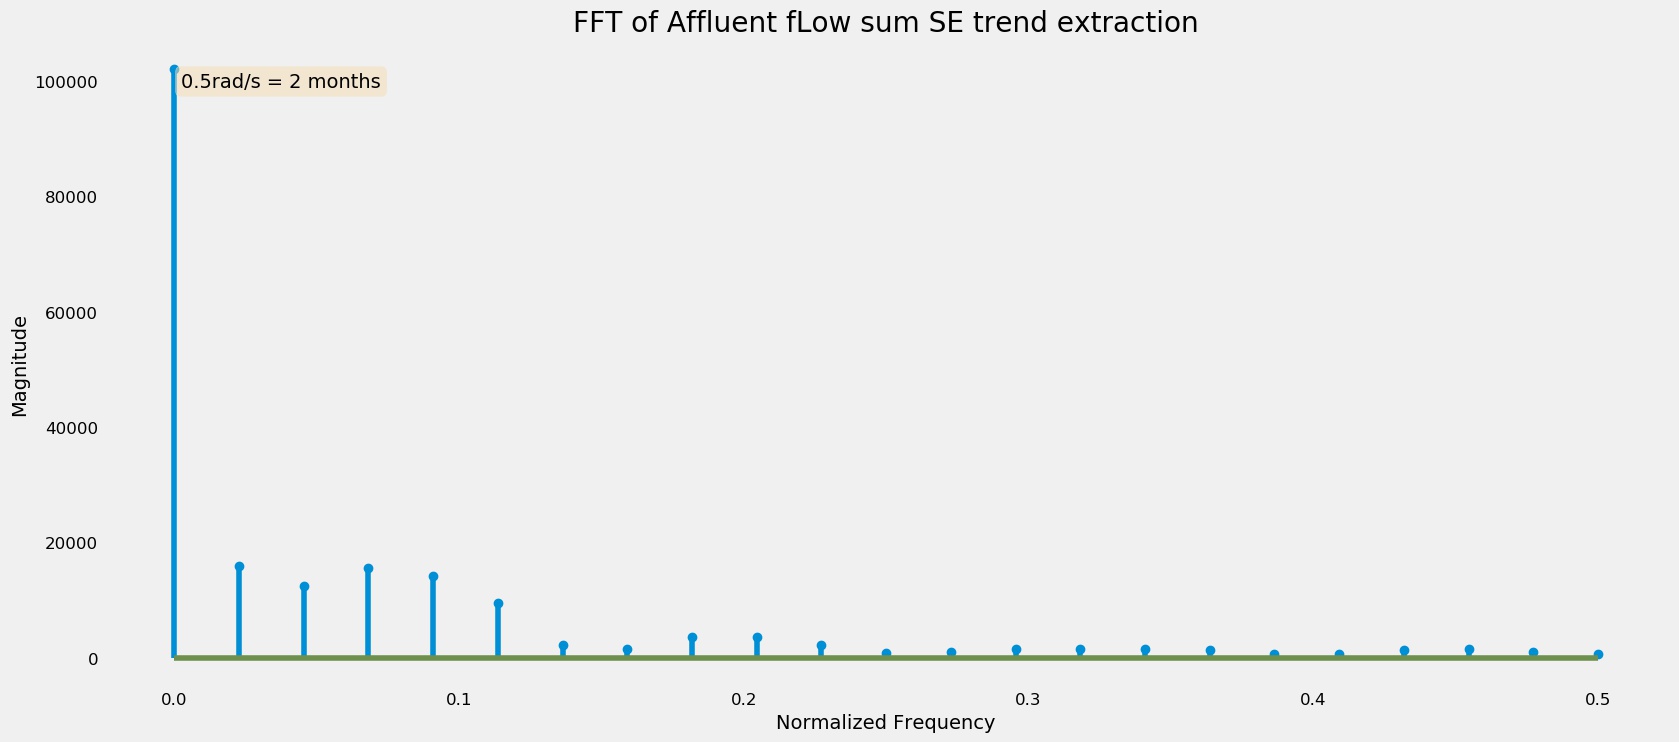 FFT of Affluent fLow sum SE trend extraction
0.5rad/s = 2 months
100000
80000
60000
40000
20000
0
Magnitude
0.0 0.1 0.2 0.3 0.4 0.5
Normalized Frequency